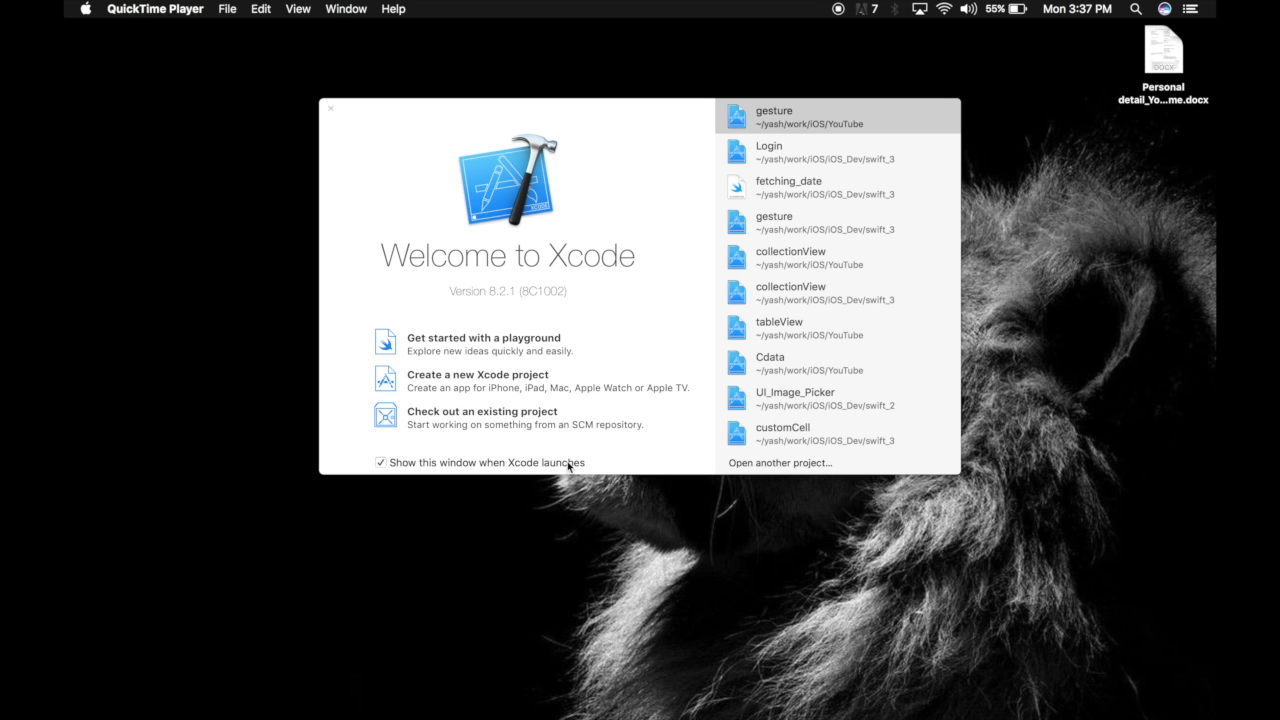 QuickTime Player File Edit View Window Help 7 55% Mon 3:37 PM
DOCX
Personal
detail_Yo...me.docx
Welcome to Xcode
Version 8.2.1 (8C1002)
Get started with a playground
Explore new ideas quickly and easily.
Create a new Xcode project
Create an app for iPhone, iPad, Mac, Apple Watch or Apple TV.
Check out an existing project
Start working on something from an SCM repository.
Show this window when Xcode launches
gesture
~/yash/work/iOS/YouTube
Login
~/yash/work/iOS/iOS_Dev/swift_3
fetching_date
~/yash/work/iOS/iOS_Dev/swift_3
gesture
~/yash/work/iOS/iOS_Dev/swift_3
collectionView
~/yash/work/iOS/YouTube
collectionView
~/yash/work/iOS/iOS_Dev/swift_3
tableView
~/yash/work/iOS/YouTube
Cdata
~/yash/work/iOS/YouTube
UI_Image_Picker
~/yash/work/iOS/iOS_Dev/swift_2
customCell
~/yash/work/iOS/iOS_Dev/swift_3
Open another project...